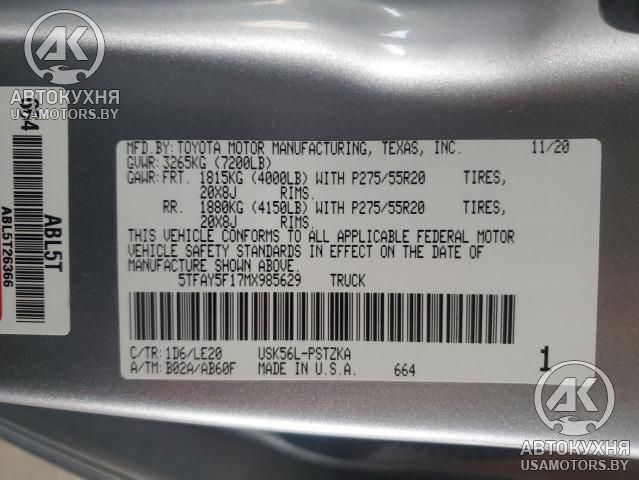 АВТОКУХНЯ
USAMOTORS.BY
АВТОКУХНЯ
USAMOTORS.BY
ABL5T
ABL5T26366
MFD.BY:TOYOTA MOTOR MANUFACTURING, TEXAS, INC. 11/20
GVWR:3265KG (7200LB)
GAWR:FRT. 1815KG (4000LB) WITH P275/55R20 TIRES,
20X8J RIMS.
RR. 1880KG (4150LB) WITH P275/55R20 TIRES,
20X8J RIMS.
THIS VEHICLE CONFORMS TO ALL APPLICABLE FEDERAL MOTOR
VEHICLE SAFETY STANDARDS IN EFFECT ON THE DATE OF
MANUFACTURE SHOWN ABOVE.
5TFAY5F17MX985629 TRUCK
C/TR:1D6/LE20 USK56L-PSTZKA
A/TM:B02A/AB60F MADE IN U.S.A. 664
1
АВТОКУХНЯ
USAMOTORS.BY